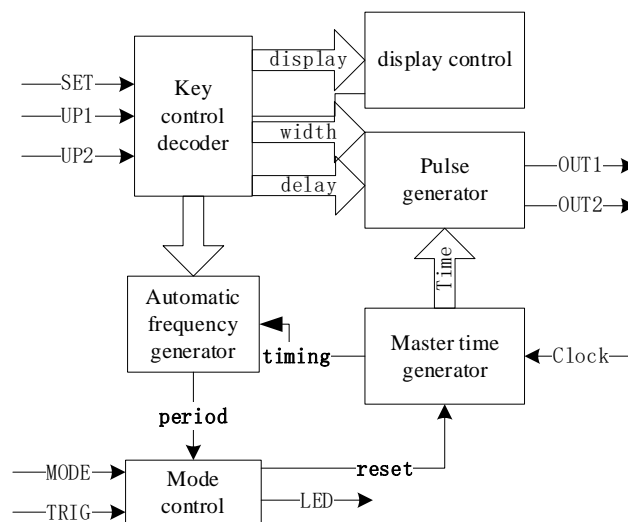 display
display control
SET
Key
control
decoder
UP1
width
UP2
Pulse
generator
OUT1
delay
OUT2
Time
Automatic
frequency
generator
timing
Master time
generator
Clock
period
MODE
Mode
control
reset
LED
TRIG